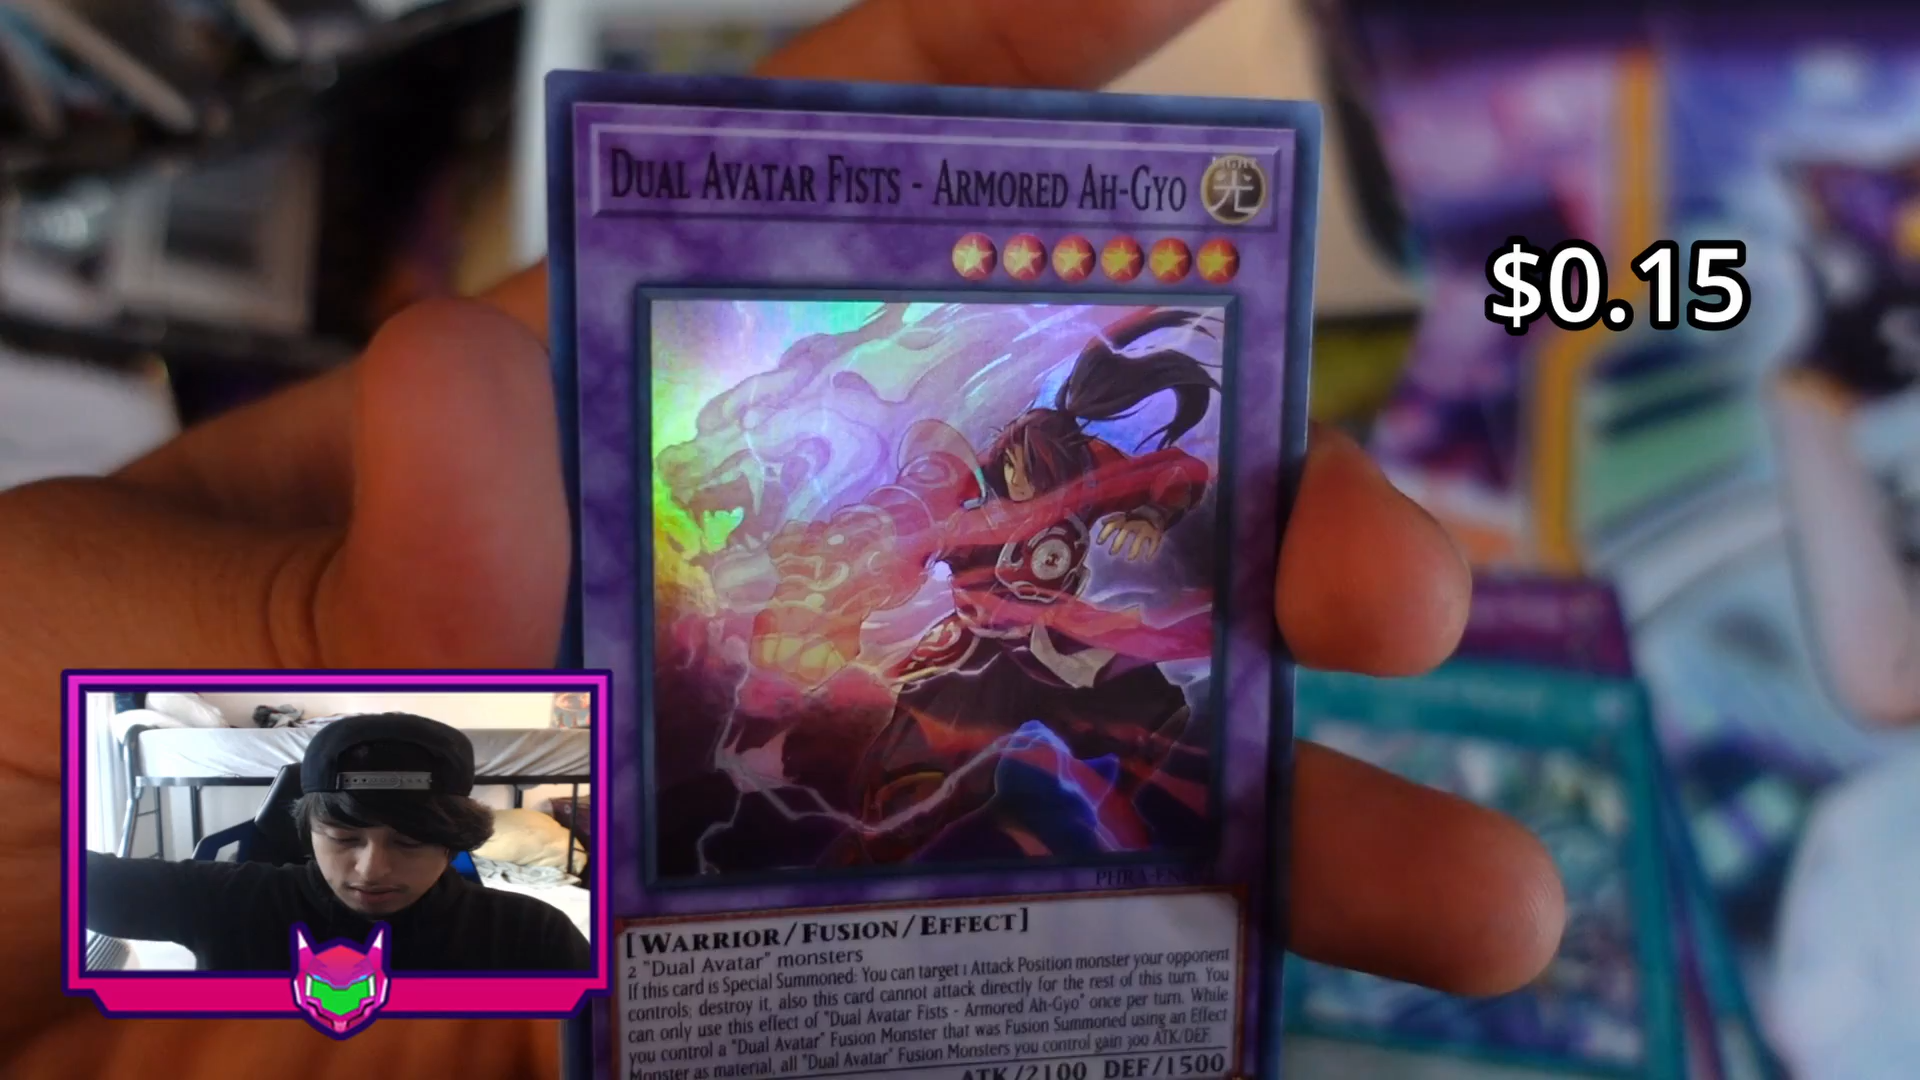 DUAL AVATAR FISTS - ARMORED AH-GYO
光
$0.15
PHRA-EN
[WARRIOR/FUSION/EFFECT]
2 "Dual Avatar" monsters
If this card is Special Summoned: You can target 1 Attack Position monster your opponent
controls; destroy it, also this card cannot attack directly for the rest of this turn. You
can only use this effect of "Dual Avatar Fists - Armored Ah-Gyo" once per turn. While
you control a "Dual Avatar" Fusion Monster that was Fusion Summoned using an Effect
Monster as material, all "Dual Avatar" Fusion Monsters you control gain 300 ATK/DEF.
ATK/2100 DEF/1500